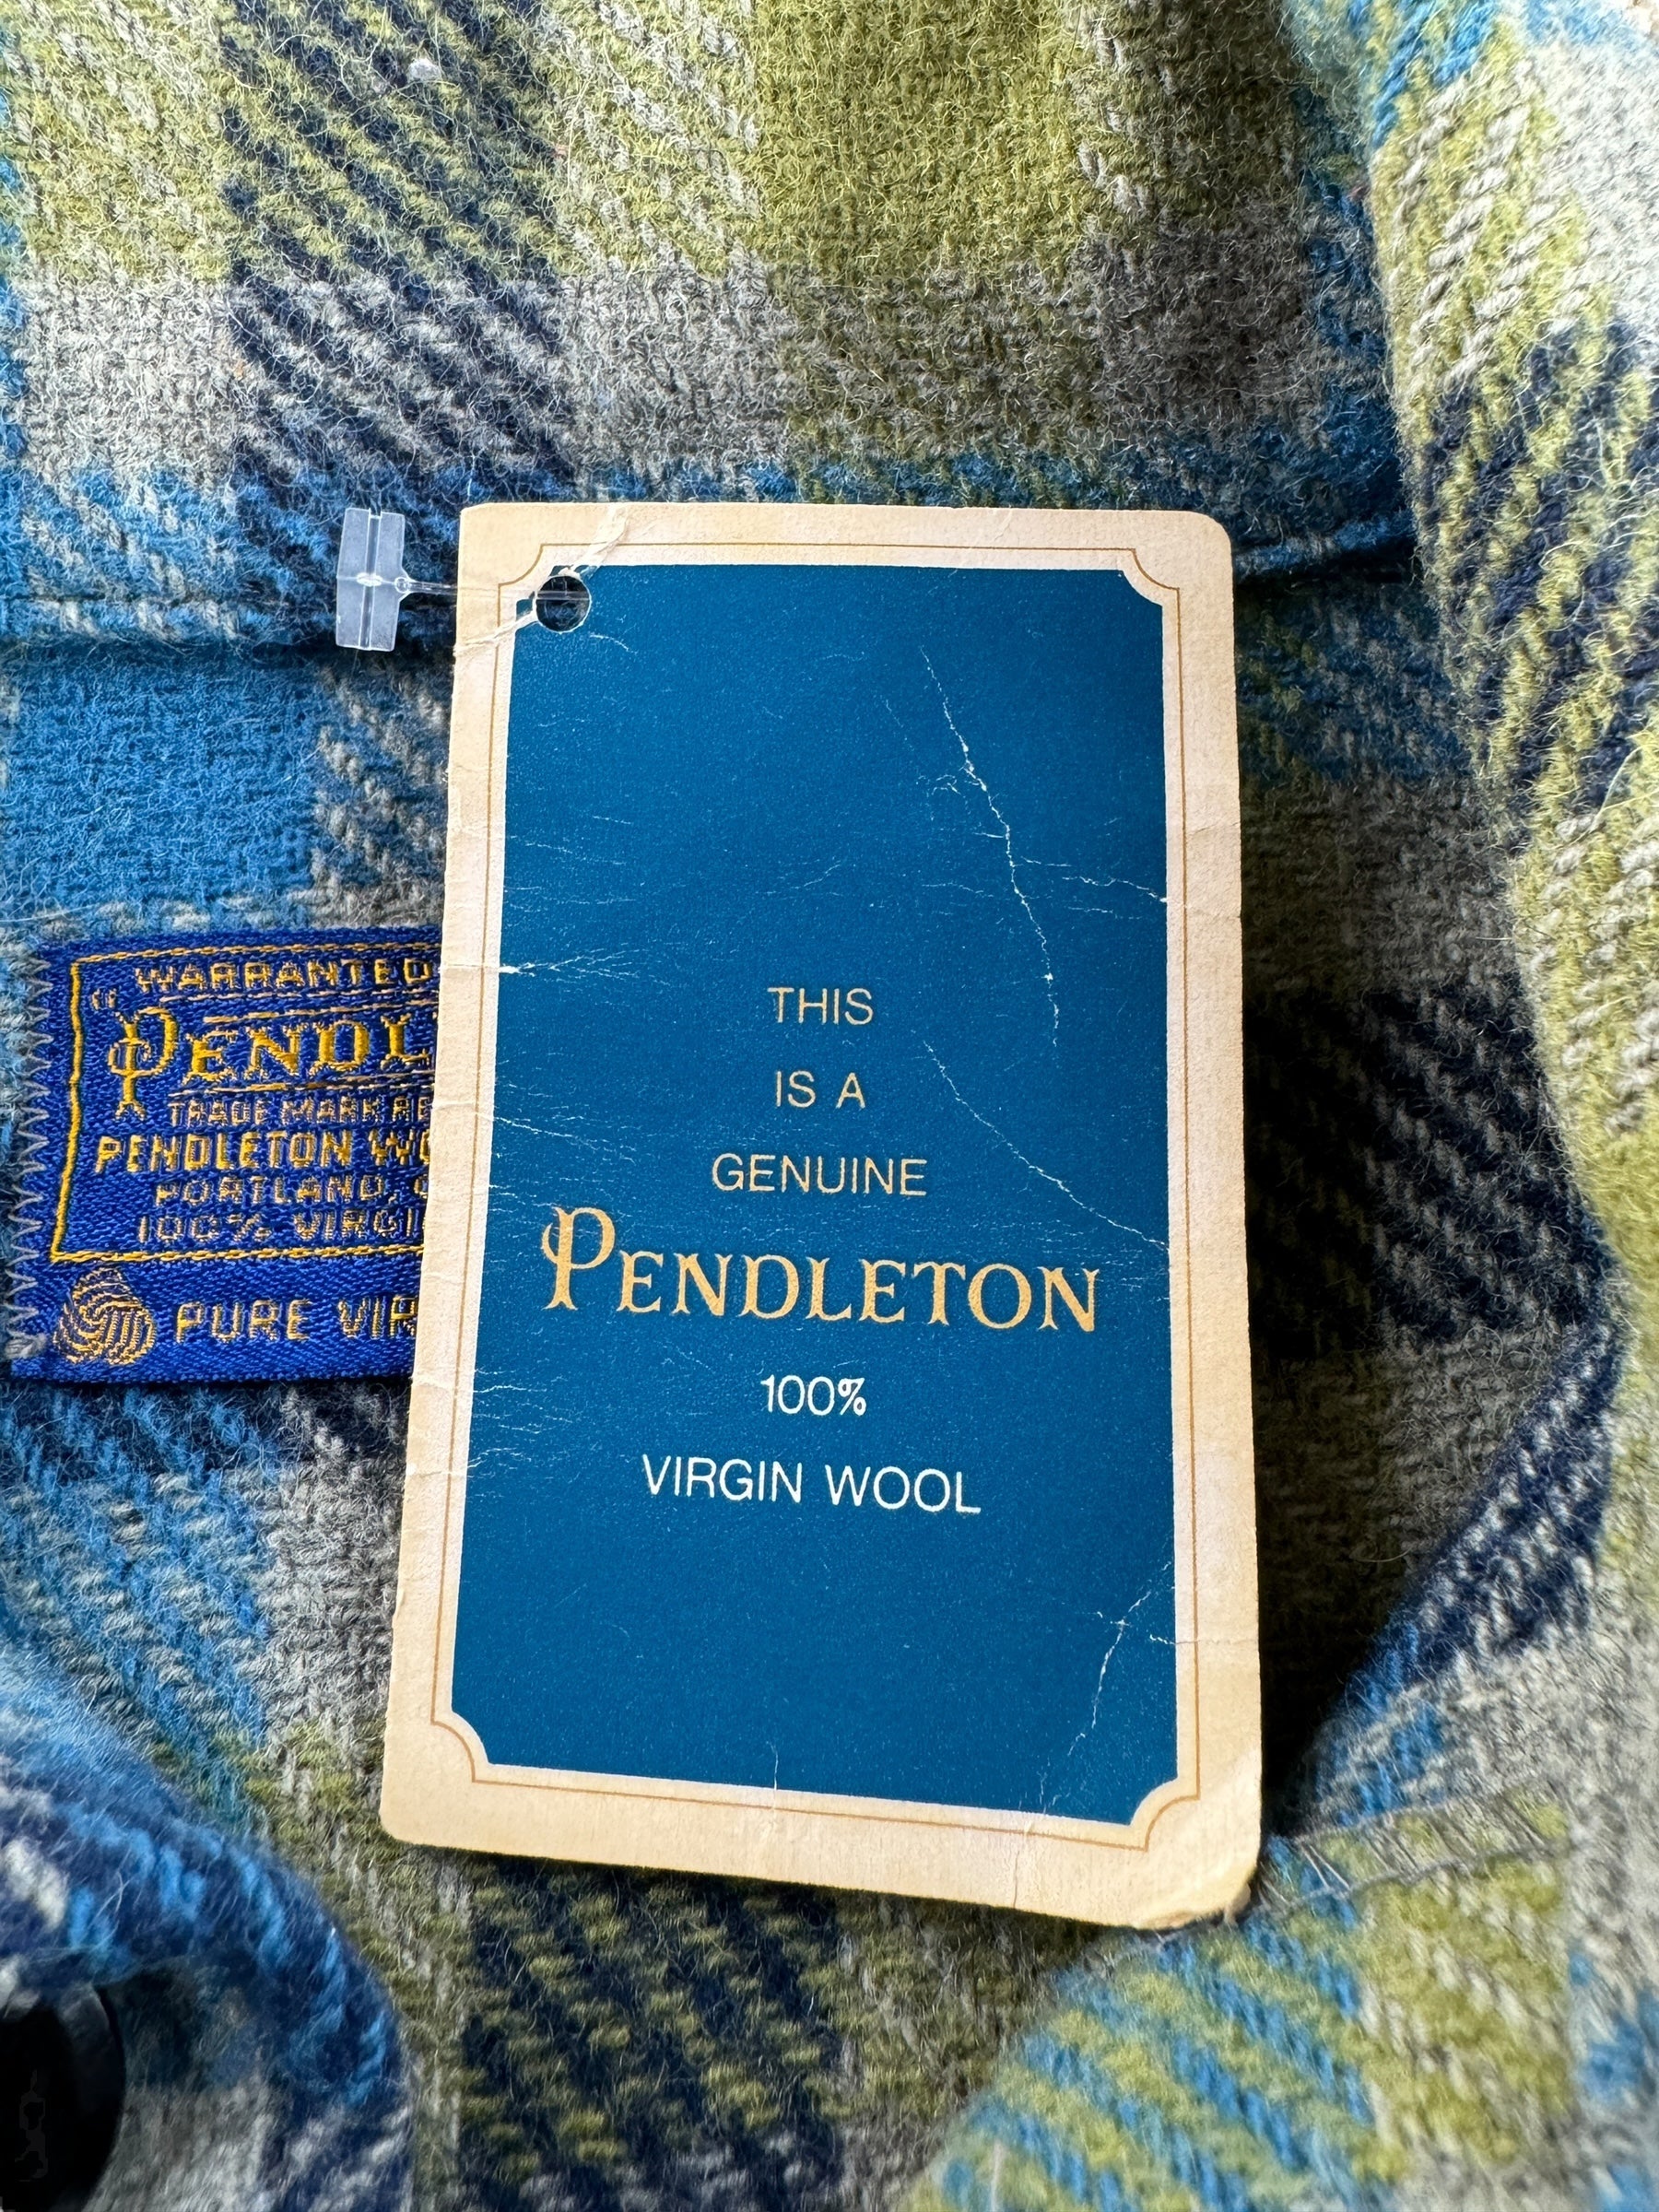 WARRANTED
"PENDL
TRADE MARK RE
PENDLETON WO
PORTLAND, O
100% VIRGI
PURE VIR
THIS
IS A
GENUINE
PENDLETON
100%
VIRGIN WOOL